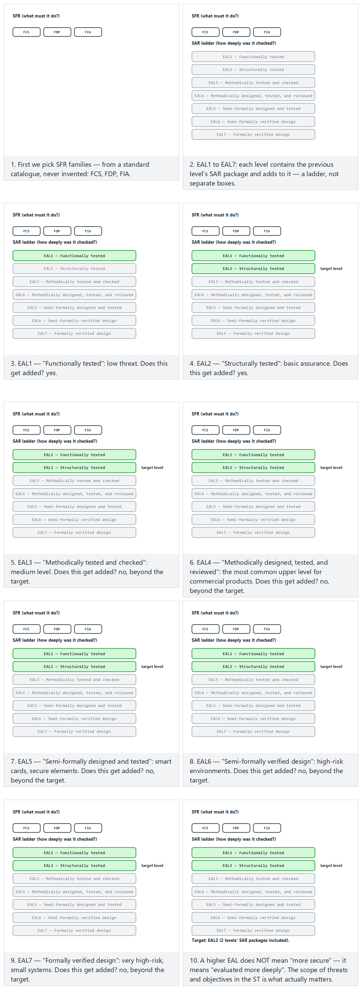 SFR (what must it do?)
FCS FDP FIA
1. First we pick SFR families — from a standard
catalogue, never invented: FCS, FDP, FIA.
SFR (what must it do?)
FCS FDP FIA
SAR ladder (how deeply was it checked?)
EAL1 — Functionally tested
EAL2 — Structurally tested
EAL3 — Methodically tested and checked
EAL4 — Methodically designed, tested, and reviewed
EAL5 — Semi-formally designed and tested
EAL6 — Semi-formally verified design
EAL7 — Formally verified design
2. EAL1 to EAL7: each level contains the previous
level's SAR package and adds to it — a ladder, not
separate boxes.
SFR (what must it do?)
FCS FDP FIA
SAR ladder (how deeply was it checked?)
EAL1 — Functionally tested
EAL2 — Structurally tested
EAL3 — Methodically tested and checked
EAL4 — Methodically designed, tested, and reviewed
EAL5 — Semi-formally designed and tested
EAL6 — Semi-formally verified design
EAL7 — Formally verified design
3. EAL1 — "Functionally tested": low threat. Does this
get added? yes.
SFR (what must it do?)
FCS FDP FIA
SAR ladder (how deeply was it checked?)
EAL1 — Functionally tested
EAL2 — Structurally tested target level
EAL3 — Methodically tested and checked
EAL4 — Methodically designed, tested, and reviewed
EAL5 — Semi-formally designed and tested
EAL6 — Semi-formally verified design
EAL7 — Formally verified design
4. EAL2 — "Structurally tested": basic assurance. Does
this get added? yes.
SFR (what must it do?)
FCS FDP FIA
SAR ladder (how deeply was it checked?)
EAL1 — Functionally tested
EAL2 — Structurally tested target level
EAL3 — Methodically tested and checked
EAL4 — Methodically designed, tested, and reviewed
EAL5 — Semi-formally designed and tested
EAL6 — Semi-formally verified design
EAL7 — Formally verified design
5. EAL3 — "Methodically tested and checked":
medium level. Does this get added? no, beyond the
target.
SFR (what must it do?)
FCS FDP FIA
SAR ladder (how deeply was it checked?)
EAL1 — Functionally tested
EAL2 — Structurally tested target level
EAL3 — Methodically tested and checked
EAL4 — Methodically designed, tested, and reviewed
EAL5 — Semi-formally designed and tested
EAL6 — Semi-formally verified design
EAL7 — Formally verified design
6. EAL4 — "Methodically designed, tested, and
reviewed": the most common upper level for
commercial products. Does this get added? no,
beyond the target.
SFR (what must it do?)
FCS FDP FIA
SAR ladder (how deeply was it checked?)
EAL1 — Functionally tested
EAL2 — Structurally tested target level
EAL3 — Methodically tested and checked
EAL4 — Methodically designed, tested, and reviewed
EAL5 — Semi-formally designed and tested
EAL6 — Semi-formally verified design
EAL7 — Formally verified design
7. EAL5 — "Semi-formally designed and tested": smart
cards, secure elements. Does this get added? no,
beyond the target.
SFR (what must it do?)
FCS FDP FIA
SAR ladder (how deeply was it checked?)
EAL1 — Functionally tested
EAL2 — Structurally tested target level
EAL3 — Methodically tested and checked
EAL4 — Methodically designed, tested, and reviewed
EAL5 — Semi-formally designed and tested
EAL6 — Semi-formally verified design
EAL7 — Formally verified design
8. EAL6 — "Semi-formally verified design": high-risk
environments. Does this get added? no, beyond the
target.
SFR (what must it do?)
FCS FDP FIA
SAR ladder (how deeply was it checked?)
EAL1 — Functionally tested
EAL2 — Structurally tested target level
EAL3 — Methodically tested and checked
EAL4 — Methodically designed, tested, and reviewed
EAL5 — Semi-formally designed and tested
EAL6 — Semi-formally verified design
EAL7 — Formally verified design
9. EAL7 — "Formally verified design": very high-risk,
small systems. Does this get added? no, beyond the
target.
SFR (what must it do?)
FCS FDP FIA
SAR ladder (how deeply was it checked?)
EAL1 — Functionally tested
EAL2 — Structurally tested target level
EAL3 — Methodically tested and checked
EAL4 — Methodically designed, tested, and reviewed
EAL5 — Semi-formally designed and tested
EAL6 — Semi-formally verified design
EAL7 — Formally verified design
Target: EAL2 (2 levels' SAR packages included).
10. A higher EAL does NOT mean "more secure" — it
means "evaluated more deeply". The scope of threats
and objectives in the ST is what actually matters.